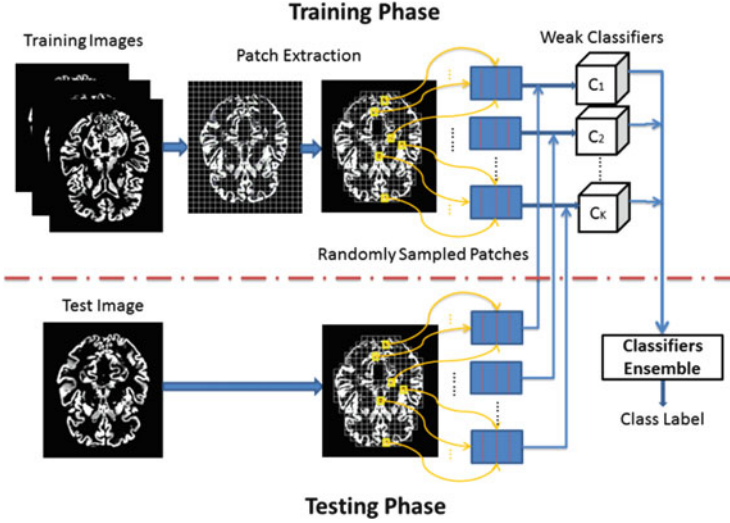 Training Phase
Training Images
Patch Extraction
Weak Classifiers
C1
C2
CK
Randomly Sampled Patches
Test Image
Classifiers
Ensemble
Class Label
Testing Phase